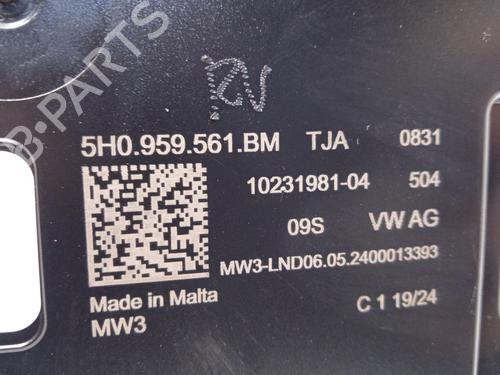 B-PARTS
5H0.959.561.BM TJA 0831
10231981-04 504
09S VW AG
MW3-LND06.05.2400013393
Made in Malta
MW3
C 1 19/24